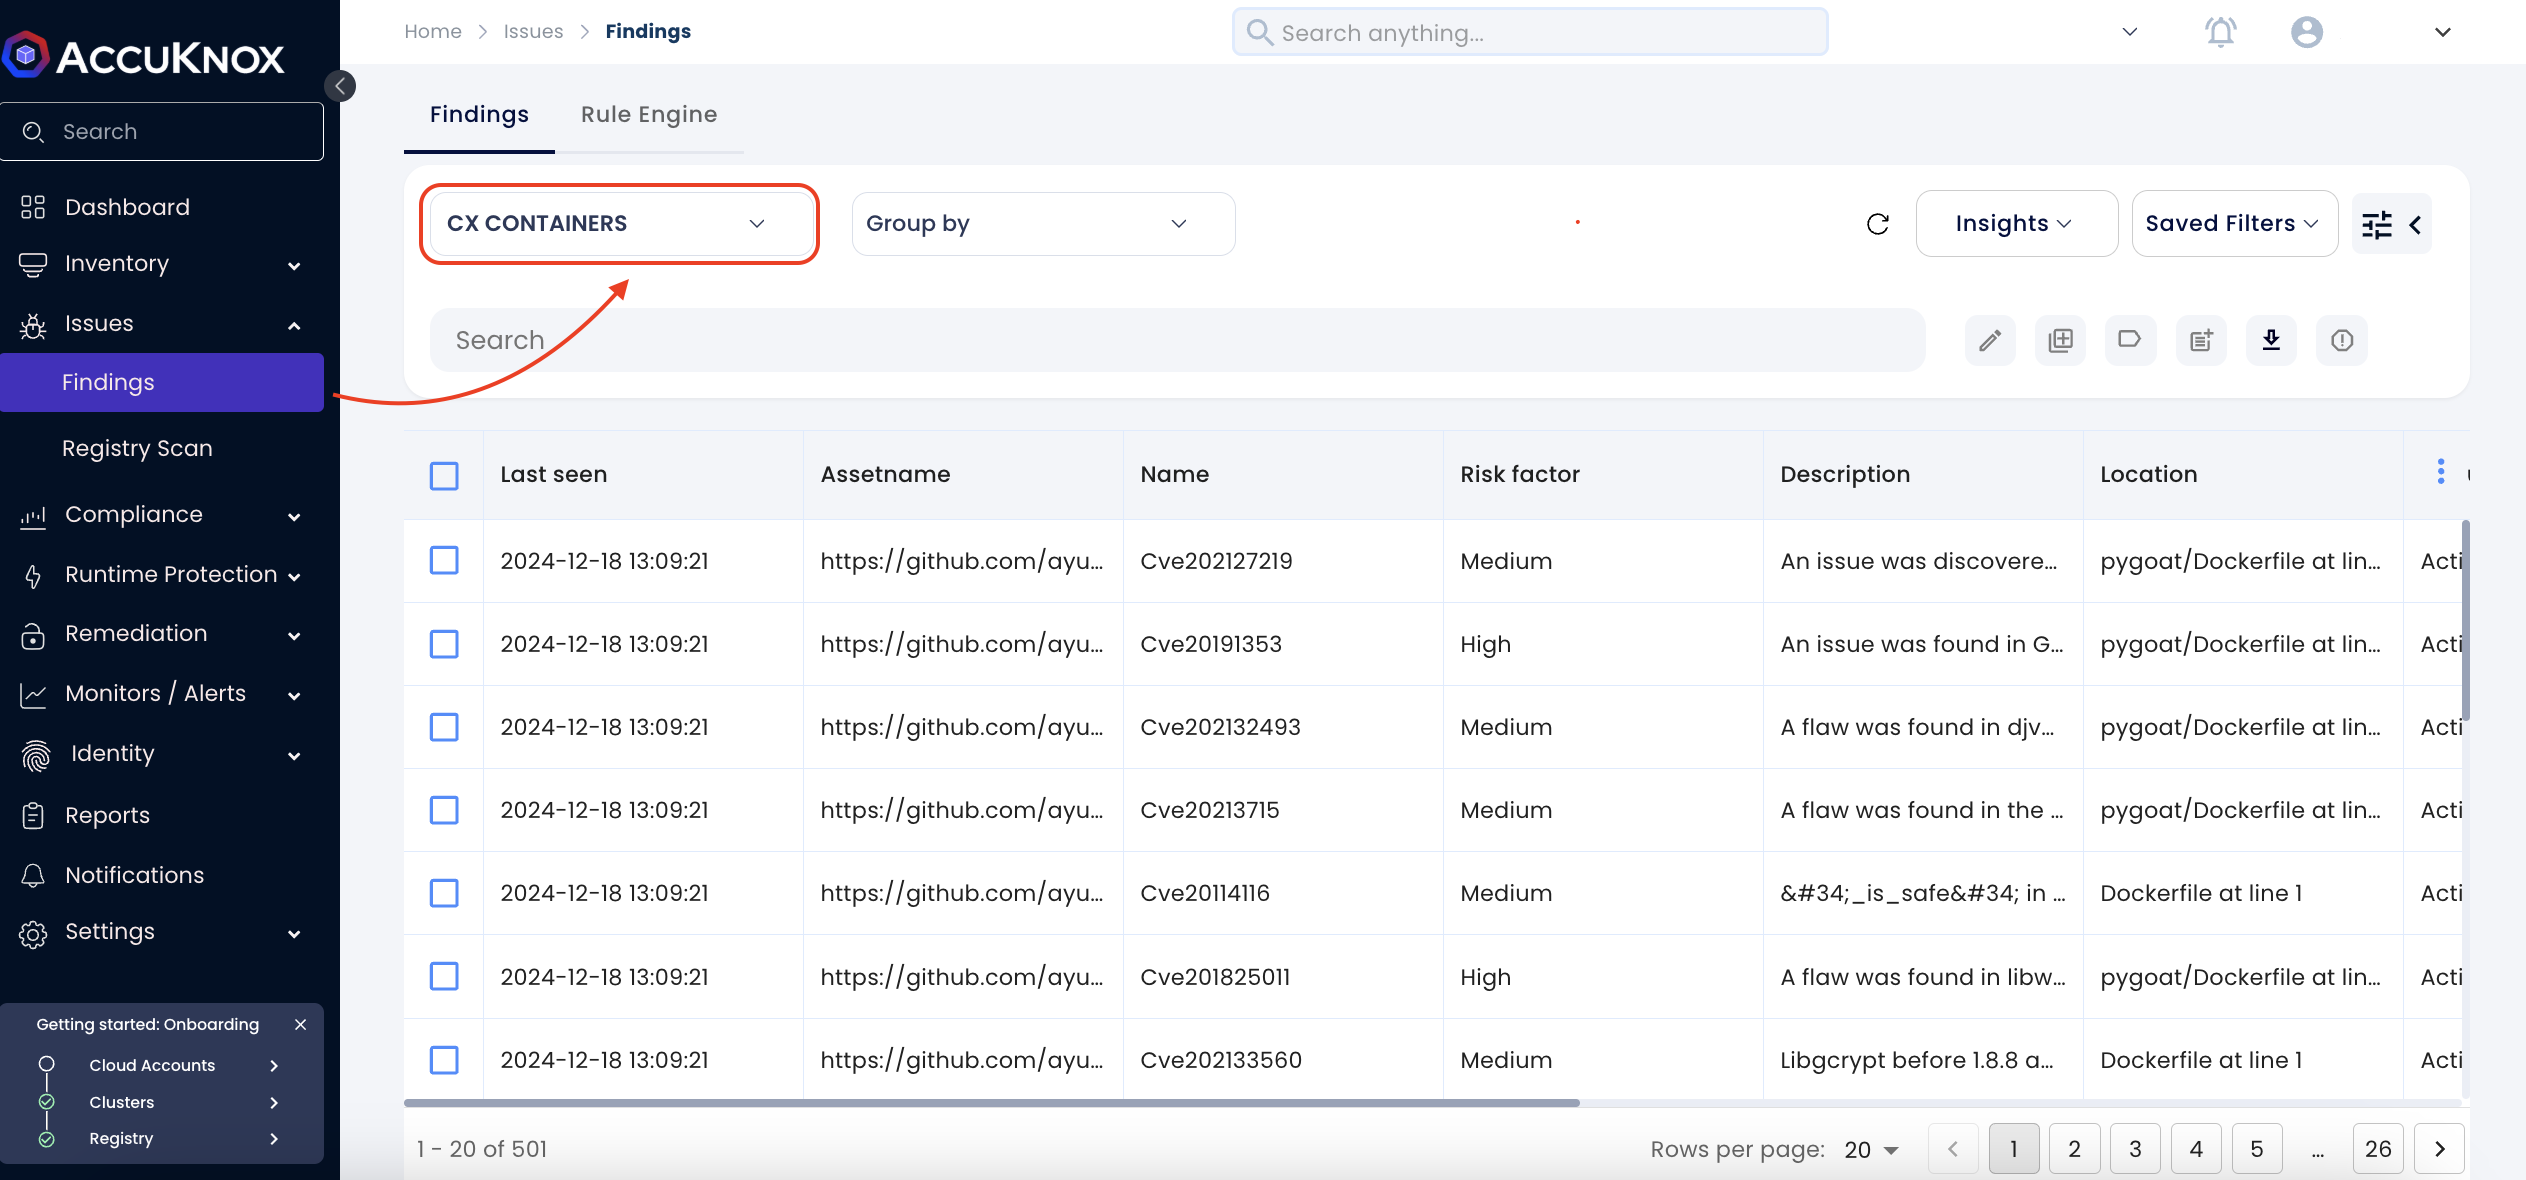 ACCUKNOX
Search
Dashboard
Inventory
Issues
Findings
Registry Scan
Compliance
Runtime Protection
Remediation
Monitors / Alerts
Identity
Reports
Notifications
Settings
Getting started: Onboarding
Cloud Accounts
Clusters
Registry
Home Issues Findings
Search anything...
Findings Rule Engine
CX CONTAINERS Group by Insights Saved Filters
Search
Last seen Assetname Name Risk factor Description Location
2024-12-18 13:09:21 https://github.com/ayu... Cve202127219 Medium An issue was discovere... pygoat/Dockerfile at lin... Acti
2024-12-18 13:09:21 https://github.com/ayu... Cve20191353 High An issue was found in G... pygoat/Dockerfile at lin... Acti
2024-12-18 13:09:21 https://github.com/ayu... Cve202132493 Medium A flaw was found in djv... pygoat/Dockerfile at lin... Acti
2024-12-18 13:09:21 https://github.com/ayu... Cve20213715 Medium A flaw was found in the ... pygoat/Dockerfile at lin... Acti
2024-12-18 13:09:21 https://github.com/ayu... Cve20114116 Medium &#34;_is_safe&#34; in ... Dockerfile at line 1 Acti
2024-12-18 13:09:21 https://github.com/ayu... Cve201825011 High A flaw was found in libw... pygoat/Dockerfile at lin... Acti
2024-12-18 13:09:21 https://github.com/ayu... Cve202133560 Medium Libgcrypt before 1.8.8 a... Dockerfile at line 1 Acti
1 - 20 of 501 Rows per page: 20 1 2 3 4 5 ... 26